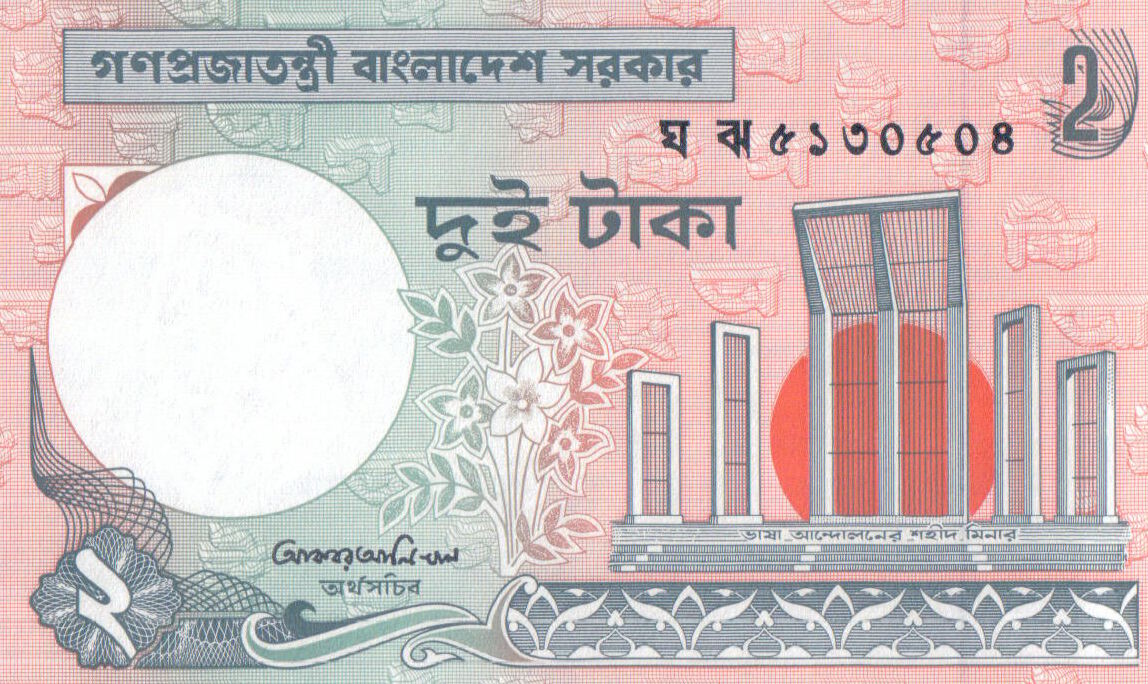 গণপ্রজাতন্ত্রী বাংলাদেশ সরকার
2
ঘ ঝ ৫১৩০৫০৪
দুই টাকা
ভাষা আন্দোলনের শহীদ মিনার
আকবর আলি খান
অর্থসচিব
২